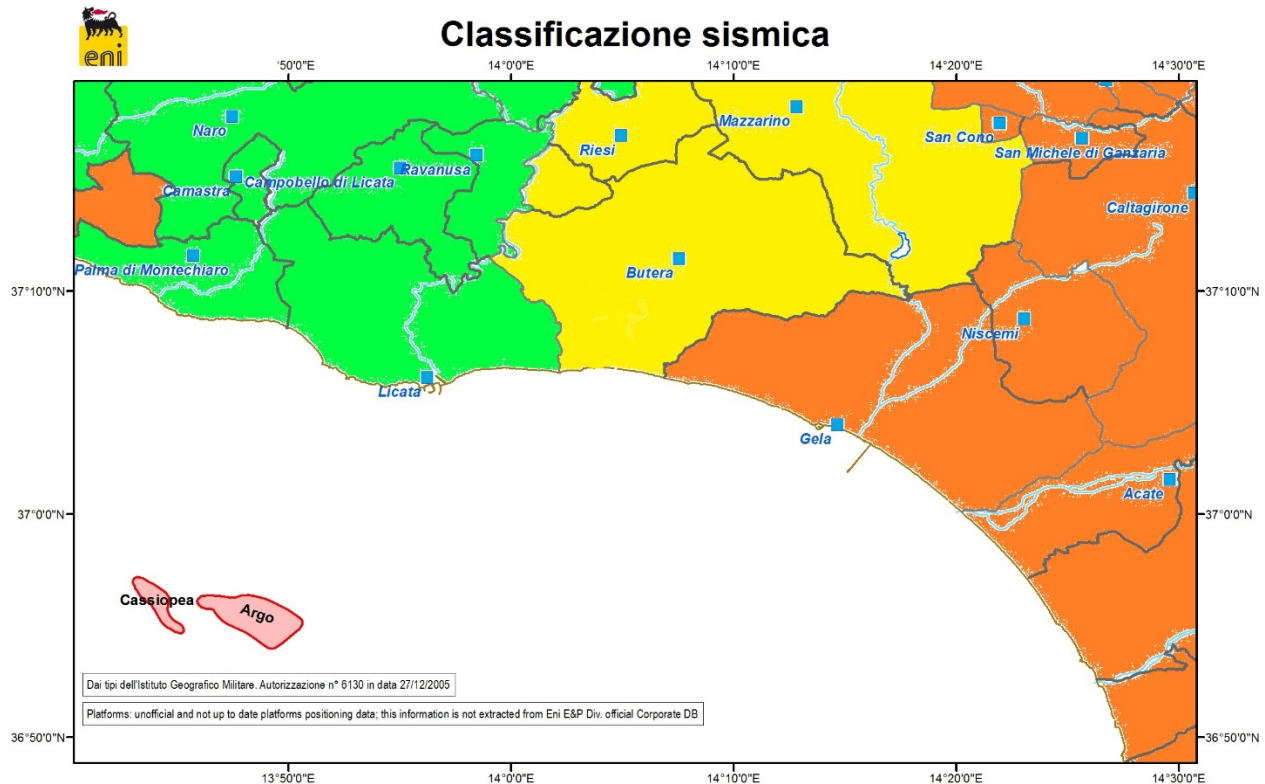 eni
Classificazione sismica
°50'0"E
14°0'0"E
14°10'0"E
14°20'0"E
14°30'0"E
Naro
Mazzarino
San Cono
Riesi
San Michele di Ganzaria
Ravanusa
Campobello di Licata
Camastra
Caltagirone
Palma di Montechiaro
Butera
37°10'0"N
37°10'0"N
Niscemi
Licata
Gela
Acate
37°0'0"N
37°0'0"N
Cassiopea
Argo
Dai tipi dell'Istituto Geografico Militare. Autorizzazione n° 6130 in data 27/12/2005
Platforms: unofficial and not up to date platforms positioning data; this information is not extracted from Eni E&P Div. official Corporate DB
36°50'0"N
36°50'0"N
13°50'0"E
14°0'0"E
14°10'0"E
14°20'0"E
14°30'0"E